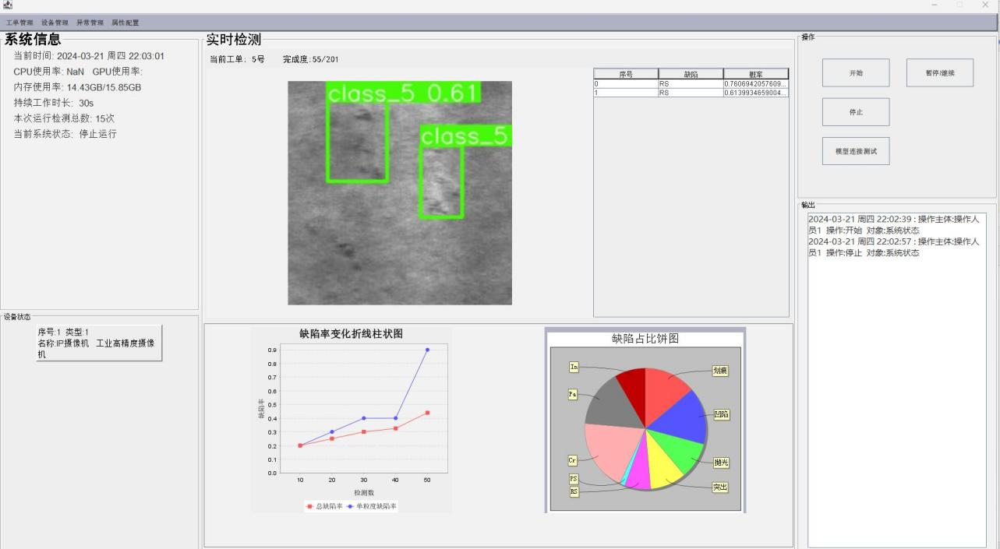 工单管理 设备管理 异常管理 属性配置
系统信息
当前时间: 2024-03-21 周四 22:03:01
CPU使用率: NaN GPU使用率:
内存使用率: 14.43GB/15.85GB
持续工作时长: 30s
本次运行检测总数: 15次
当前系统状态: 停止运行
设备状态
序号:1 类型:1
名称:IP摄像机 工业高精度摄像
机
实时检测
当前工单: 5号 完成度:55/201
class_5 0.61
class_5
序号 缺陷 概率
0 RS 0.7606942057609...
1 RS 0.6139934659004...
缺陷率变化折线柱状图
缺陷率
0.9
0.8
0.7
0.6
0.5
0.4
0.3
0.2
0.1
0.0
10 20 30 40 50
检测数
总缺陷率 单粒度缺陷率
缺陷占比饼图
In
划痕
Pa
凹陷
Cr
抛光
PS
突出
RS
操作
开始 暂停/继续
停止
模型连接测试
输出
2024-03-21 周四 22:02:39 : 操作主体:操作人
员1 操作:开始 对象:系统状态
2024-03-21 周四 22:02:57 : 操作主体:操作人
员1 操作:停止 对象:系统状态